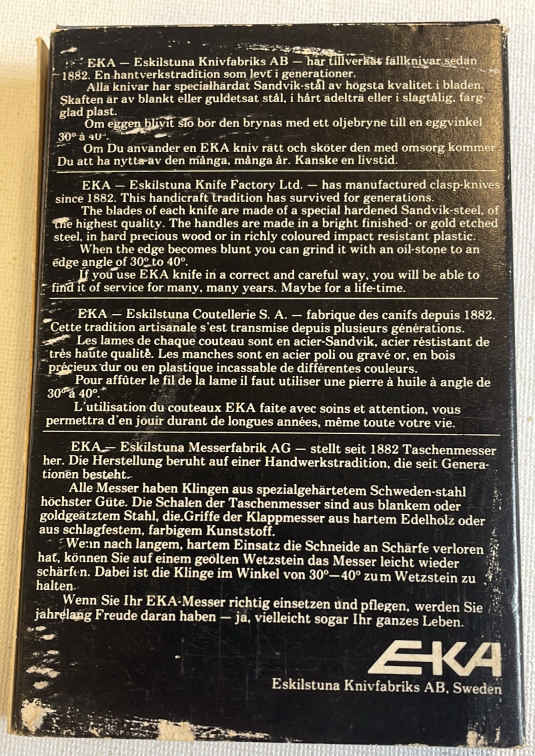 EKA — Eskilstuna Knivfabriks AB — har tillverkat fällknivar sedan
1882. En hantverkstradition som levt i generationer.
Alla knivar har specialhärdat Sandvik-stål av högsta kvalitet i bladen.
Skaften är av blankt eller guldetsat stål, i hårt ädelträ eller i slagtålig, färg-
glad plast.
Om eggen blivit slö bör den brynas med ett oljebryne till en eggvinkel
30° à 40°.
Om Du använder en EKA kniv rätt och sköter den med omsorg kommer
Du att ha nytta av den många, många år. Kanske en livstid.
EKA — Eskilstuna Knife Factory Ltd. — has manufactured clasp-knives
since 1882. This handicraft tradition has survived for generations.
The blades of each knife are made of a special hardened Sandvik-steel, of
the highest quality. The handles are made in a bright finished- or gold etched
steel, in hard precious wood or in richly coloured impact resistant plastic.
When the edge becomes blunt you can grind it with an oil-stone to an
edge angle of 30° to 40°.
If you use EKA knife in a correct and careful way, you will be able to
find it of service for many, many years. Maybe for a life-time.
EKA — Eskilstuna Coutellerie S. A. — fabrique des canifs depuis 1882.
Cette tradition artisanale s'est transmise depuis plusieurs générations.
Les lames de chaque couteau sont en acier-Sandvik, acier réstistant de
très haute qualité. Les manches sont en acier poli ou gravé or, en bois
précieux dur ou en plastique incassable de différentes couleurs.
Pour affûter le fil de la lame il faut utiliser une pierre à huile à angle de
30° à 40°.
L'utilisation du couteaux EKA faite avec soins et attention, vous
permettra d'en jouir durant de longues années, même toute votre vie.
EKA — Eskilstuna Messerfabrik AG — stellt seit 1882 Taschenmesser
her. Die Herstellung beruht auf einer Handwerkstradition, die seit Genera-
tionen besteht.
Alle Messer haben Klingen aus spezialgehärtetem Schweden-stahl
höchster Güte. Die Schalen der Taschenmesser sind aus blankem oder
goldgeätztem Stahl, die Griffe der Klappmesser aus hartem Edelholz oder
aus schlagfestem, farbigem Kunststoff.
Wenn nach langem, hartem Einsatz die Schneide an Schärfe verloren
hat, können Sie auf einem geölten Wetzstein das Messer leicht wieder
schärfen. Dabei ist die Klinge im Winkel von 30°—40° zum Wetzstein zu
halten.
Wenn Sie Ihr EKA-Messer richtig einsetzen und pflegen, werden Sie
jahrelang Freude daran haben — ja, vielleicht sogar Ihr ganzes Leben.
EKA
Eskilstuna Knivfabriks AB, Sweden